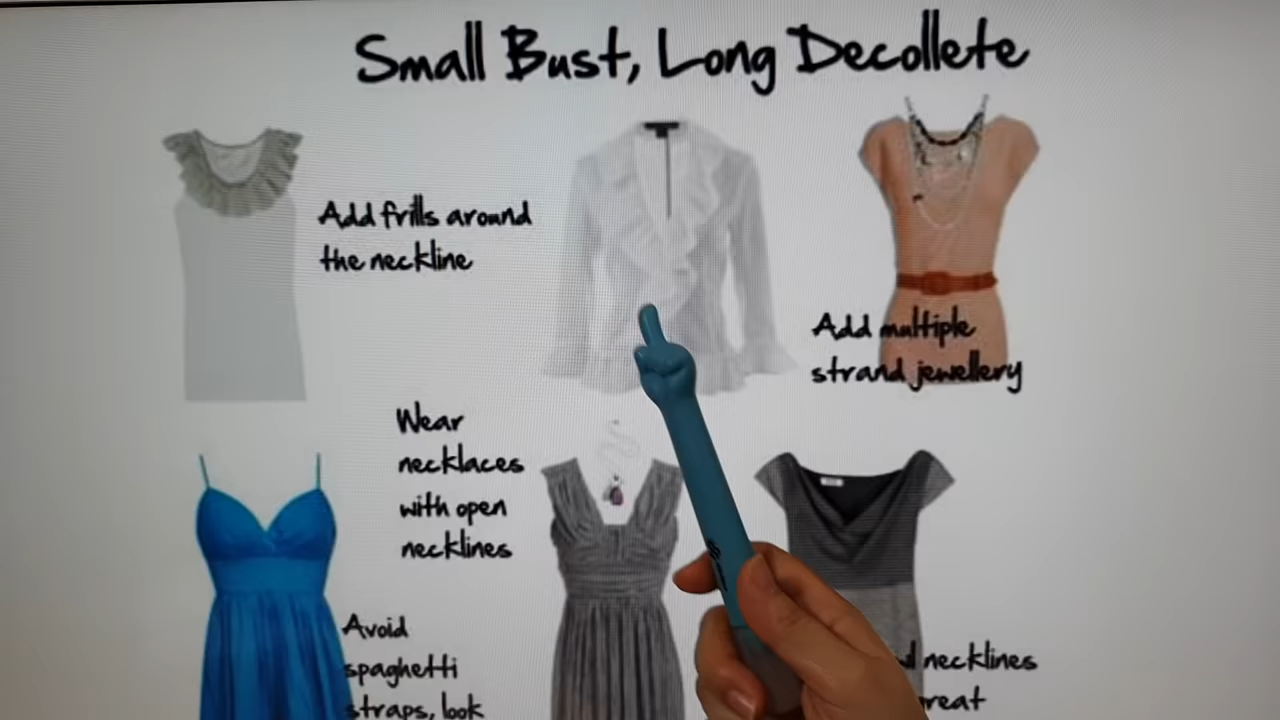 Small Bust, Long Decollete
Add frills around
the neckline
Add multiple
strand jewellery
Wear
necklaces
with open
necklines
Avoid
spaghetti
straps, look
necklines